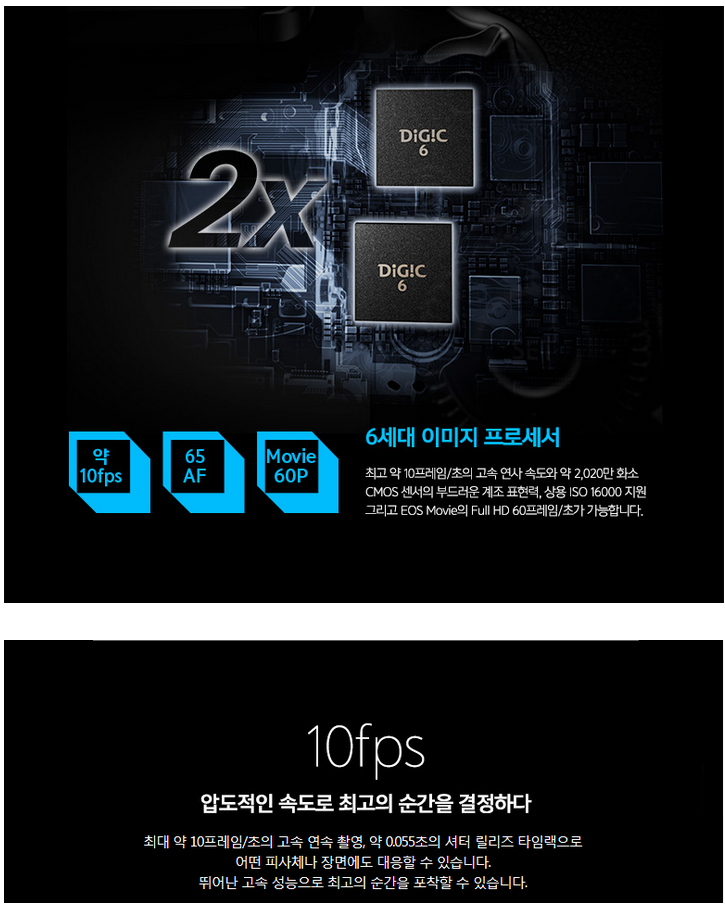 DiG!C
6
2x
DiG!C
6
약
10fps
65
AF
Movie
60P
6세대 이미지 프로세서
최고 약 10프레임/초의 고속 연사 속도와 약 2,020만 화소
CMOS 센서의 부드러운 계조 표현력, 상용 ISO 16000 지원
그리고 EOS Movie의 Full HD 60프레임/초가 가능합니다.
10fps
압도적인 속도로 최고의 순간을 결정하다
최대 약 10프레임/초의 고속 연속 촬영, 약 0.055초의 셔터 릴리즈 타임랙으로
어떤 피사체나 장면에도 대응할 수 있습니다.
뛰어난 고속 성능으로 최고의 순간을 포착할 수 있습니다.